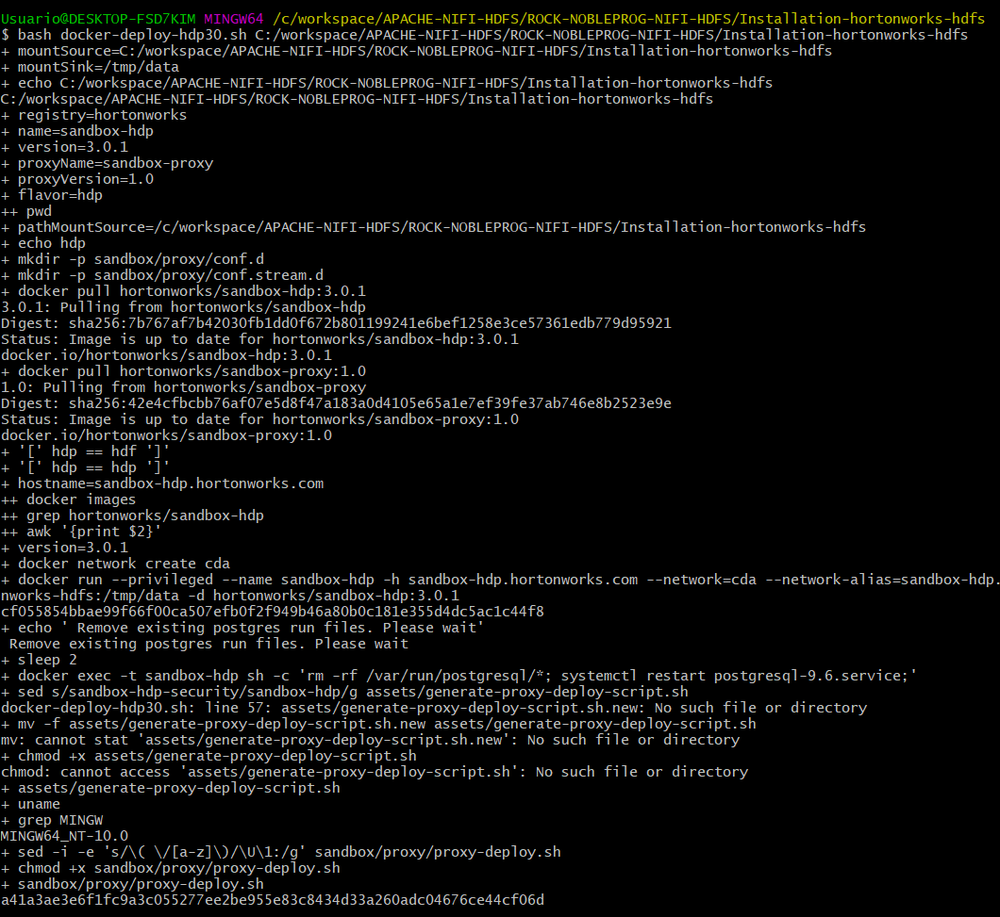 Usuario@DESKTOP-FSD7KIM MINGW64 /c/workspace/APACHE-NIFI-HDFS/ROCK-NOBLEPROG-NIFI-HDFS/Installation-hortonworks-hdfs
$ bash docker-deploy-hdp30.sh C:/workspace/APACHE-NIFI-HDFS/ROCK-NOBLEPROG-NIFI-HDFS/Installation-hortonworks-hdfs
+ mountSource=C:/workspace/APACHE-NIFI-HDFS/ROCK-NOBLEPROG-NIFI-HDFS/Installation-hortonworks-hdfs
+ mountSink=/tmp/data
+ echo C:/workspace/APACHE-NIFI-HDFS/ROCK-NOBLEPROG-NIFI-HDFS/Installation-hortonworks-hdfs
C:/workspace/APACHE-NIFI-HDFS/ROCK-NOBLEPROG-NIFI-HDFS/Installation-hortonworks-hdfs
+ registry=hortonworks
+ name=sandbox-hdp
+ version=3.0.1
+ proxyName=sandbox-proxy
+ proxyVersion=1.0
+ flavor=hdp
++ pwd
+ pathMountSource=/c/workspace/APACHE-NIFI-HDFS/ROCK-NOBLEPROG-NIFI-HDFS/Installation-hortonworks-hdfs
+ echo hdp
+ mkdir -p sandbox/proxy/conf.d
+ mkdir -p sandbox/proxy/conf.stream.d
+ docker pull hortonworks/sandbox-hdp:3.0.1
3.0.1: Pulling from hortonworks/sandbox-hdp
Digest: sha256:7b767af7b42030fb1dd0f672b801199241e6bef1258e3ce57361edb779d95921
Status: Image is up to date for hortonworks/sandbox-hdp:3.0.1
docker.io/hortonworks/sandbox-hdp:3.0.1
+ docker pull hortonworks/sandbox-proxy:1.0
1.0: Pulling from hortonworks/sandbox-proxy
Digest: sha256:42e4cfbcbb76af07e5d8f47a183a0d4105e65a1e7ef39fe37ab746e8b2523e9e
Status: Image is up to date for hortonworks/sandbox-proxy:1.0
docker.io/hortonworks/sandbox-proxy:1.0
+ '[' hdp == hdf ']'
+ '[' hdp == hdp ']'
+ hostname=sandbox-hdp.hortonworks.com
++ docker images
++ grep hortonworks/sandbox-hdp
++ awk '{print $2}'
+ version=3.0.1
+ docker network create cda
+ docker run --privileged --name sandbox-hdp -h sandbox-hdp.hortonworks.com --network=cda --network-alias=sandbox-hdp.
nworks-hdfs:/tmp/data -d hortonworks/sandbox-hdp:3.0.1
cf055854bbae99f66f00ca507efb0f2f949b46a80b0c181e355d4dc5ac1c44f8
+ echo ' Remove existing postgres run files. Please wait'
 Remove existing postgres run files. Please wait
+ sleep 2
+ docker exec -t sandbox-hdp sh -c 'rm -rf /var/run/postgresql/*; systemctl restart postgresql-9.6.service;'
+ sed s/sandbox-hdp-security/sandbox-hdp/g assets/generate-proxy-deploy-script.sh
docker-deploy-hdp30.sh: line 57: assets/generate-proxy-deploy-script.sh.new: No such file or directory
+ mv -f assets/generate-proxy-deploy-script.sh.new assets/generate-proxy-deploy-script.sh
mv: cannot stat 'assets/generate-proxy-deploy-script.sh.new': No such file or directory
+ chmod +x assets/generate-proxy-deploy-script.sh
chmod: cannot access 'assets/generate-proxy-deploy-script.sh': No such file or directory
+ assets/generate-proxy-deploy-script.sh
+ uname
+ grep MINGW
MINGW64_NT-10.0
+ sed -i -e 's/\( \/[a-z]\)/\U\1:/g' sandbox/proxy/proxy-deploy.sh
+ chmod +x sandbox/proxy/proxy-deploy.sh
+ sandbox/proxy/proxy-deploy.sh
a41a3ae3e6f1fc9a3c055277ee2be955e83c8434d33a260adc04676ce44cf06d